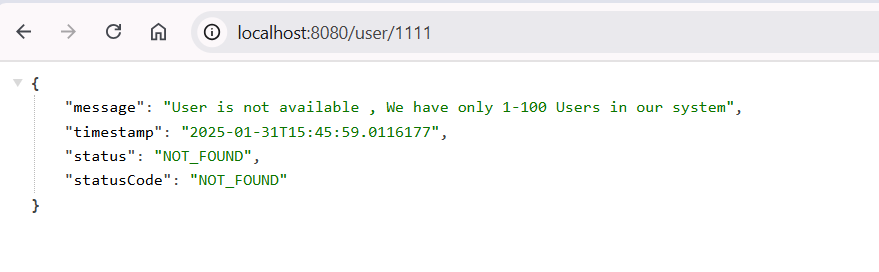 localhost:8080/user/1111
{
"message": "User is not available , We have only 1-100 Users in our system",
"timestamp": "2025-01-31T15:45:59.0116177",
"status": "NOT_FOUND",
"statusCode": "NOT_FOUND"
}